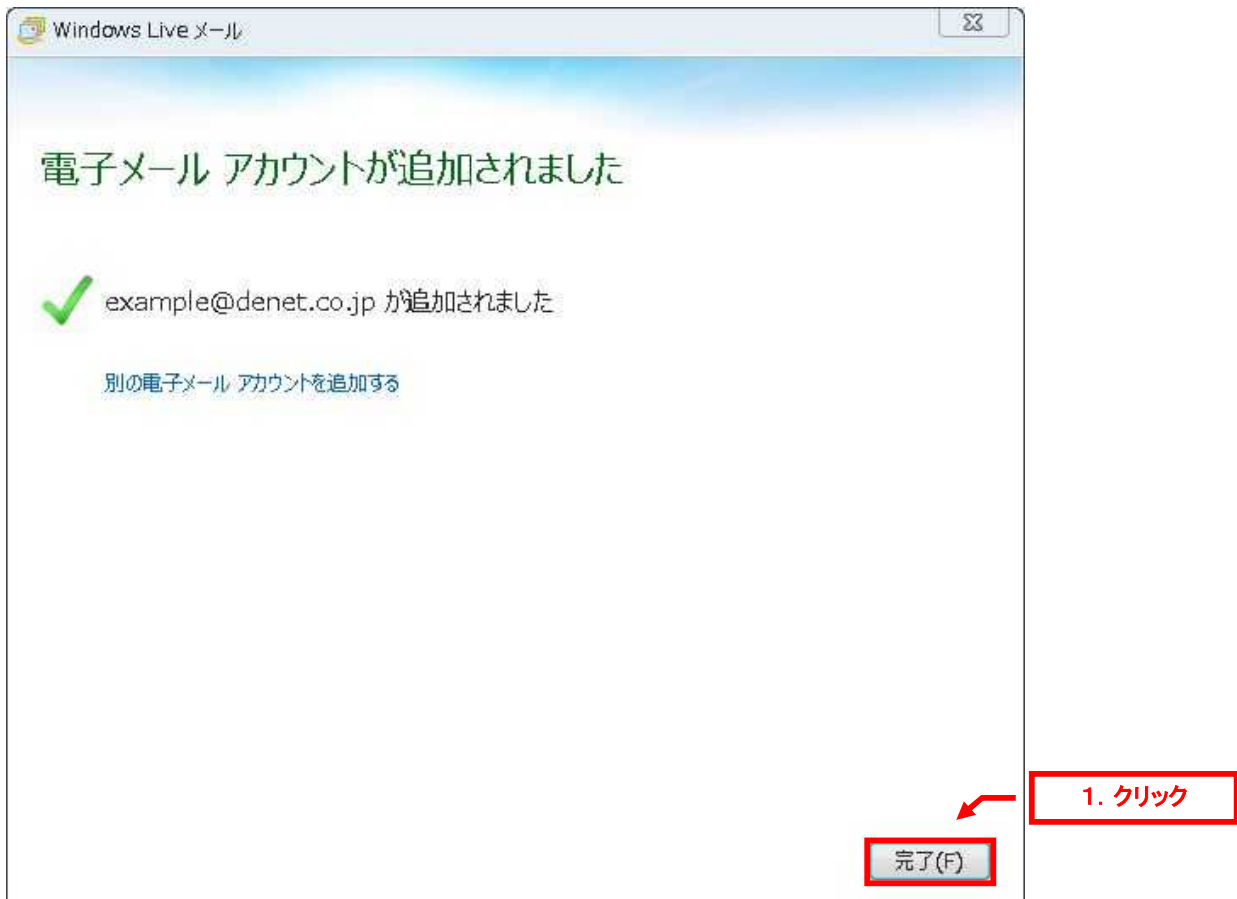 Windows Live メール
電子メール アカウントが追加されました
example@denet.co.jp が追加されました
別の電子メール アカウントを追加する
1. クリック
完了(F)